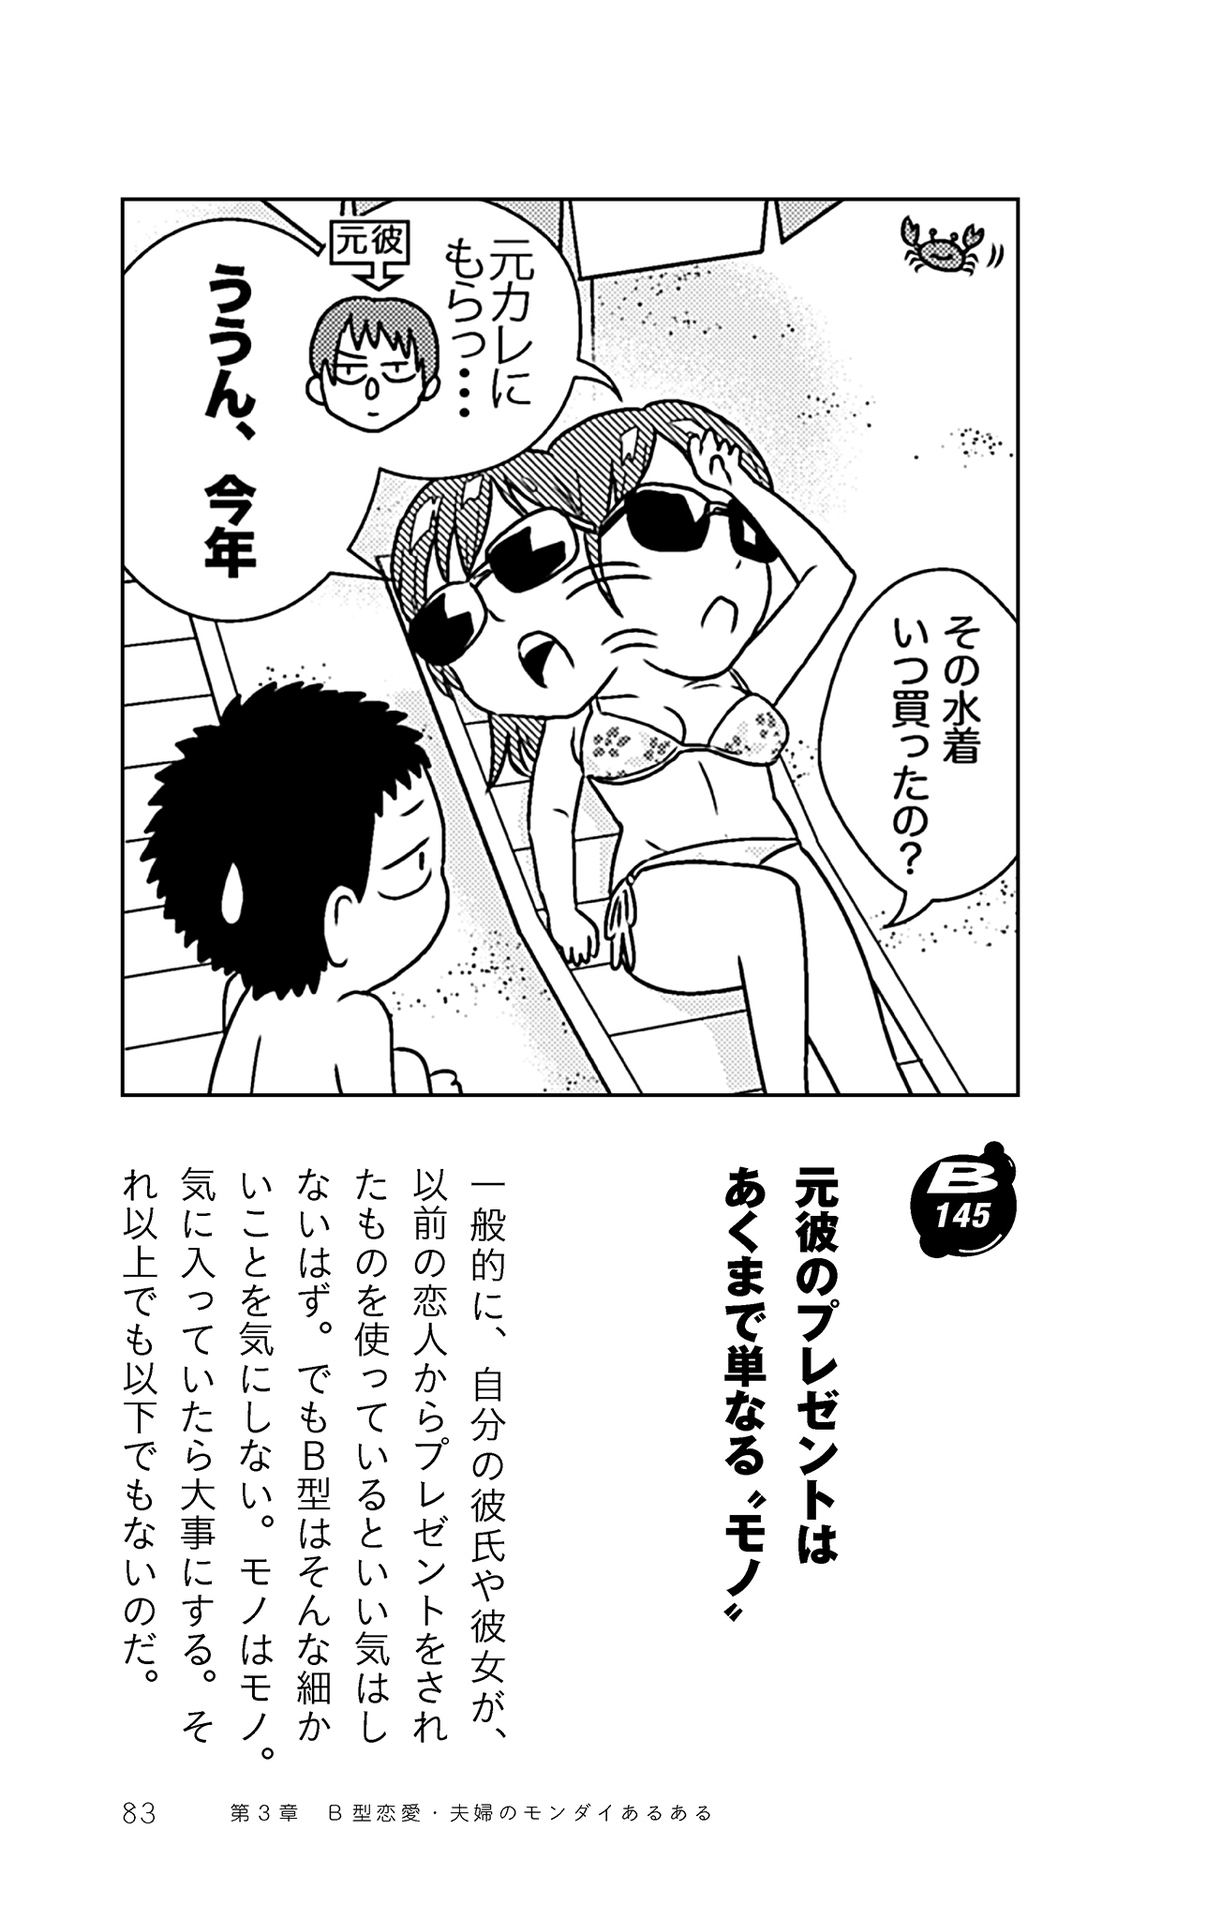 その水着
いつ買ったの？
元カレに
もらっ…
元彼
ううん、今年
B
145
元彼のプレゼントは
あくまで単なる〝モノ〟
一般的に、自分の彼氏や彼女が、
以前の恋人からプレゼントをされ
たものを使っているといい気はし
ないはず。でもＢ型はそんな細か
いことを気にしない。モノはモノ。
気に入っていたら大事にする。そ
れ以上でも以下でもないのだ。
83
第３章　Ｂ型恋愛・夫婦のモンダイあるある